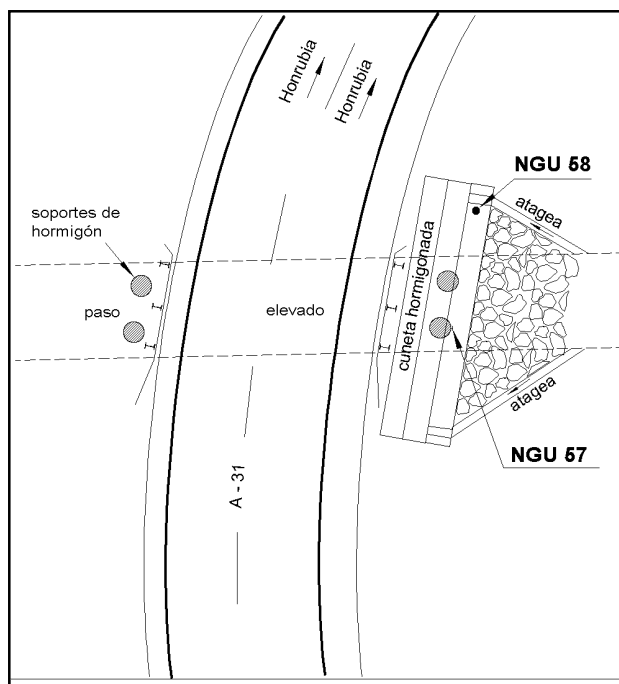 Honrubia
Honrubia
NGU 58
atagea
soportes de
hormigón
paso
elevado
cuneta hormigonada
atagea
NGU 57
A - 31